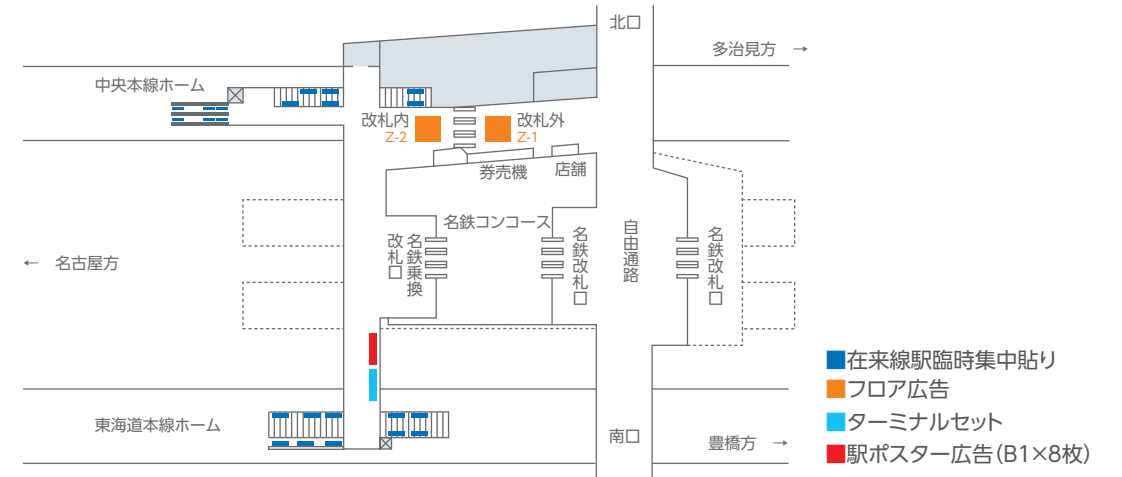 北口
多治見方 →
中央本線ホーム
改札内
Z-2
改札外
Z-1
券売機
店舗
名鉄コンコース
名鉄乗換
改札口
名鉄改札口
自由通路
名鉄改札口
← 名古屋方
東海道本線ホーム
南口
豊橋方 →
■在来線駅臨時集中貼り
■フロア広告
■ターミナルセット
■駅ポスター広告(B1×8枚)